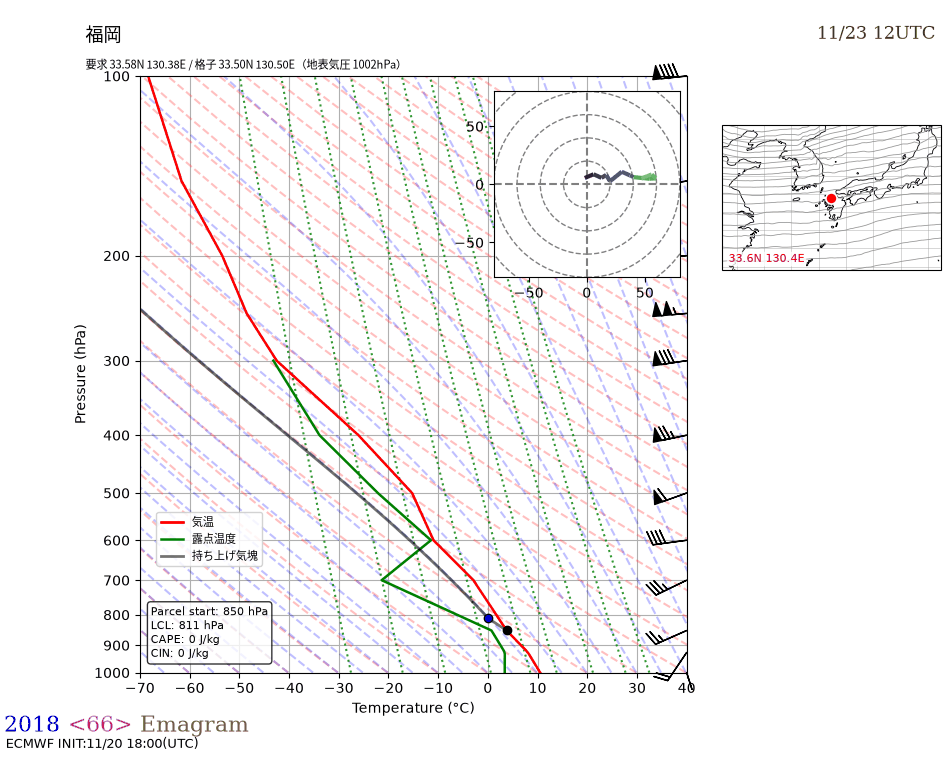 福岡
11/23 12UTC
要求 33.58N 130.38E / 格子 33.50N 130.50E（地表気圧 1002hPa）
100
200
300
400
500
600
700
800
900
1000
Pressure (hPa)
−70 −60 −50 −40 −30 −20 −10 0 10 20 30 40
Temperature (°C)
50
0
−50
−50 0 50
33.6N 130.4E
気温
露点温度
持ち上げ気塊
Parcel start: 850 hPa
LCL: 811 hPa
CAPE: 0 J/kg
CIN: 0 J/kg
2018 <66> Emagram
ECMWF INIT:11/20 18:00(UTC)